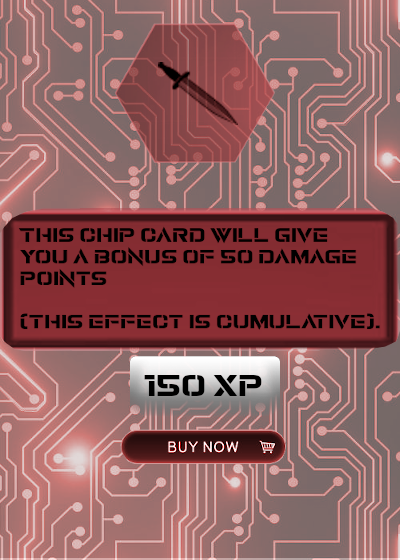 THIS CHIP CARD WILL GIVE
YOU A BONUS OF 50 DAMAGE
POINTS
(THIS EFFECT IS CUMULATIVE).
150 XP
BUY NOW